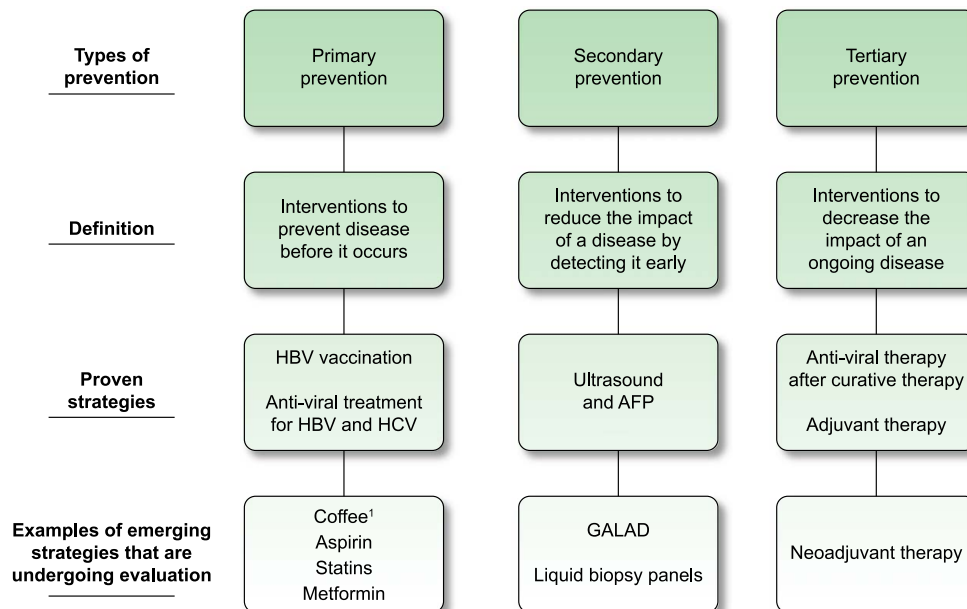 Types of
prevention
Primary
prevention
Secondary
prevention
Tertiary
prevention
Definition
Interventions to
prevent disease
before it occurs
Interventions to
reduce the impact
of a disease by
detecting it early
Interventions to
decrease the
impact of an
ongoing disease
Proven
strategies
HBV vaccination
Anti-viral treatment
for HBV and HCV
Ultrasound
and AFP
Anti-viral therapy
after curative therapy
Adjuvant therapy
Examples of emerging
strategies that are
undergoing evaluation
Coffee¹
Aspirin
Statins
Metformin
GALAD
Liquid biopsy panels
Neoadjuvant therapy